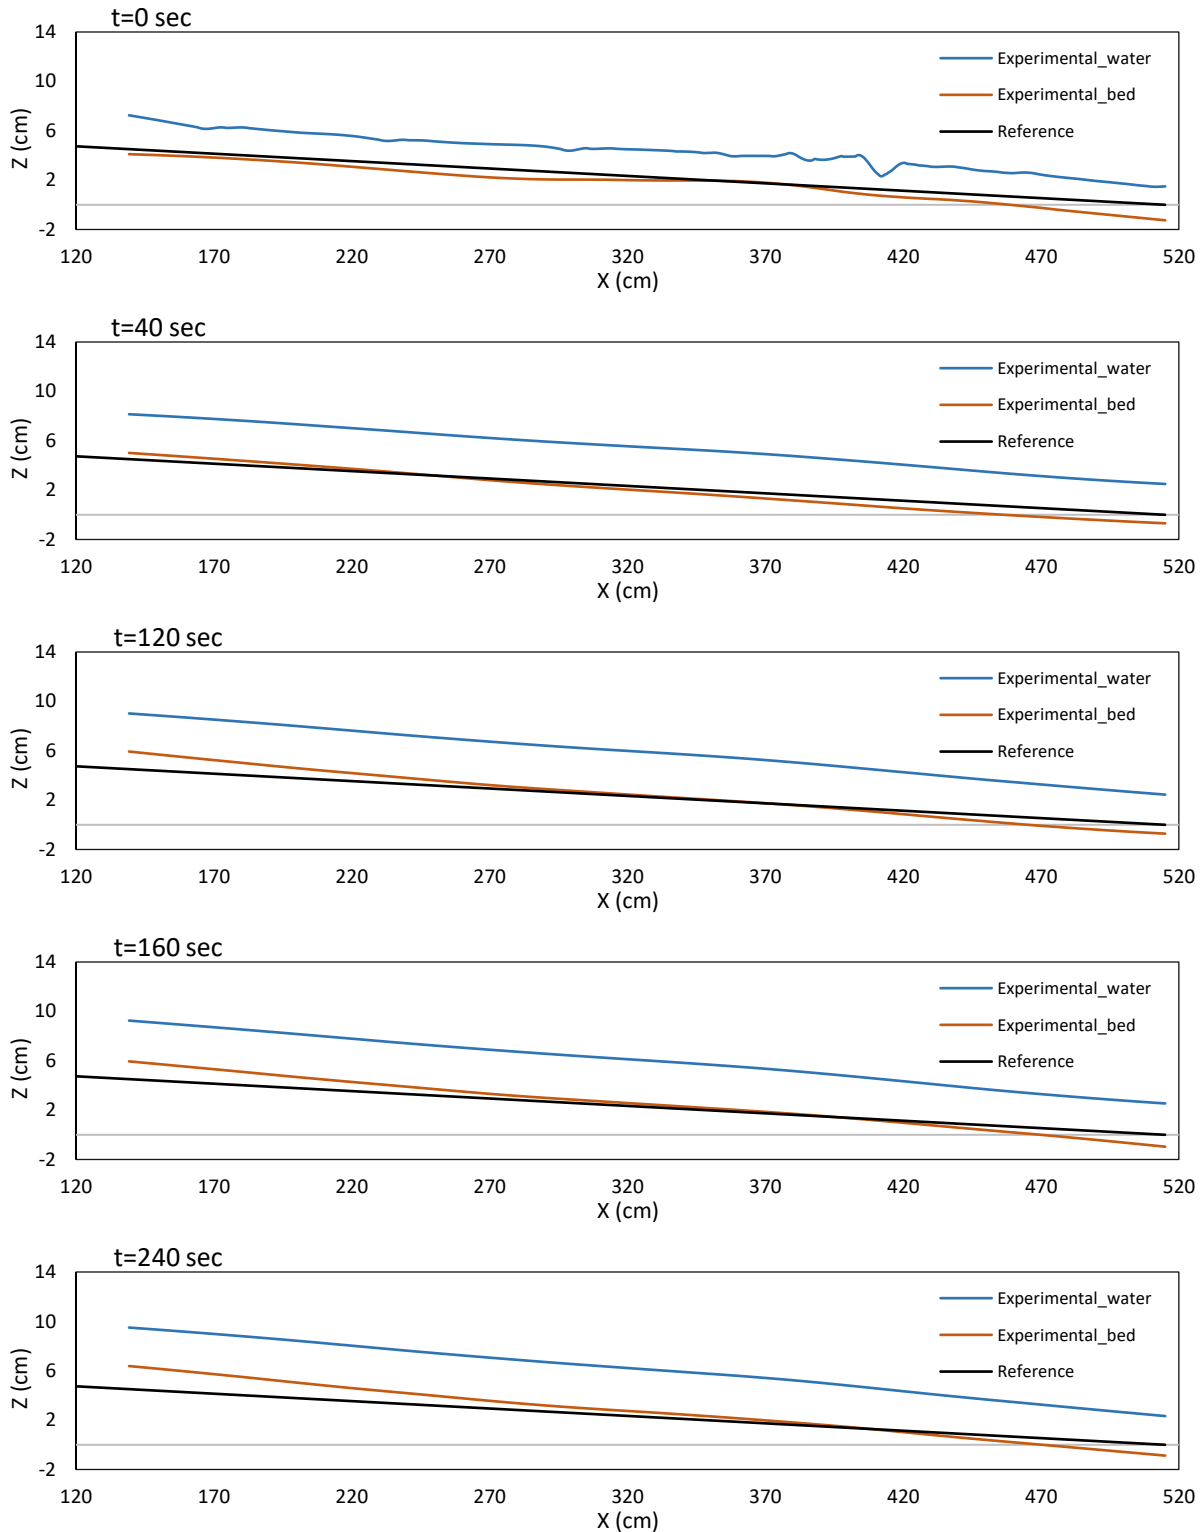 t=0 sec
14
10
6
2
-2
Z (cm)
Experimental_water
Experimental_bed
Reference
120 170 220 270 320 370 420 470 520
X (cm)
t=40 sec
14
10
6
2
-2
Z (cm)
Experimental_water
Experimental_bed
Reference
120 170 220 270 320 370 420 470 520
X (cm)
t=120 sec
14
10
6
2
-2
Z (cm)
Experimental_water
Experimental_bed
Reference
120 170 220 270 320 370 420 470 520
X (cm)
t=160 sec
14
10
6
2
-2
Z (cm)
Experimental_water
Experimental_bed
Reference
120 170 220 270 320 370 420 470 520
X (cm)
t=240 sec
14
10
6
2
-2
Z (cm)
Experimental_water
Experimental_bed
Reference
120 170 220 270 320 370 420 470 520
X (cm)